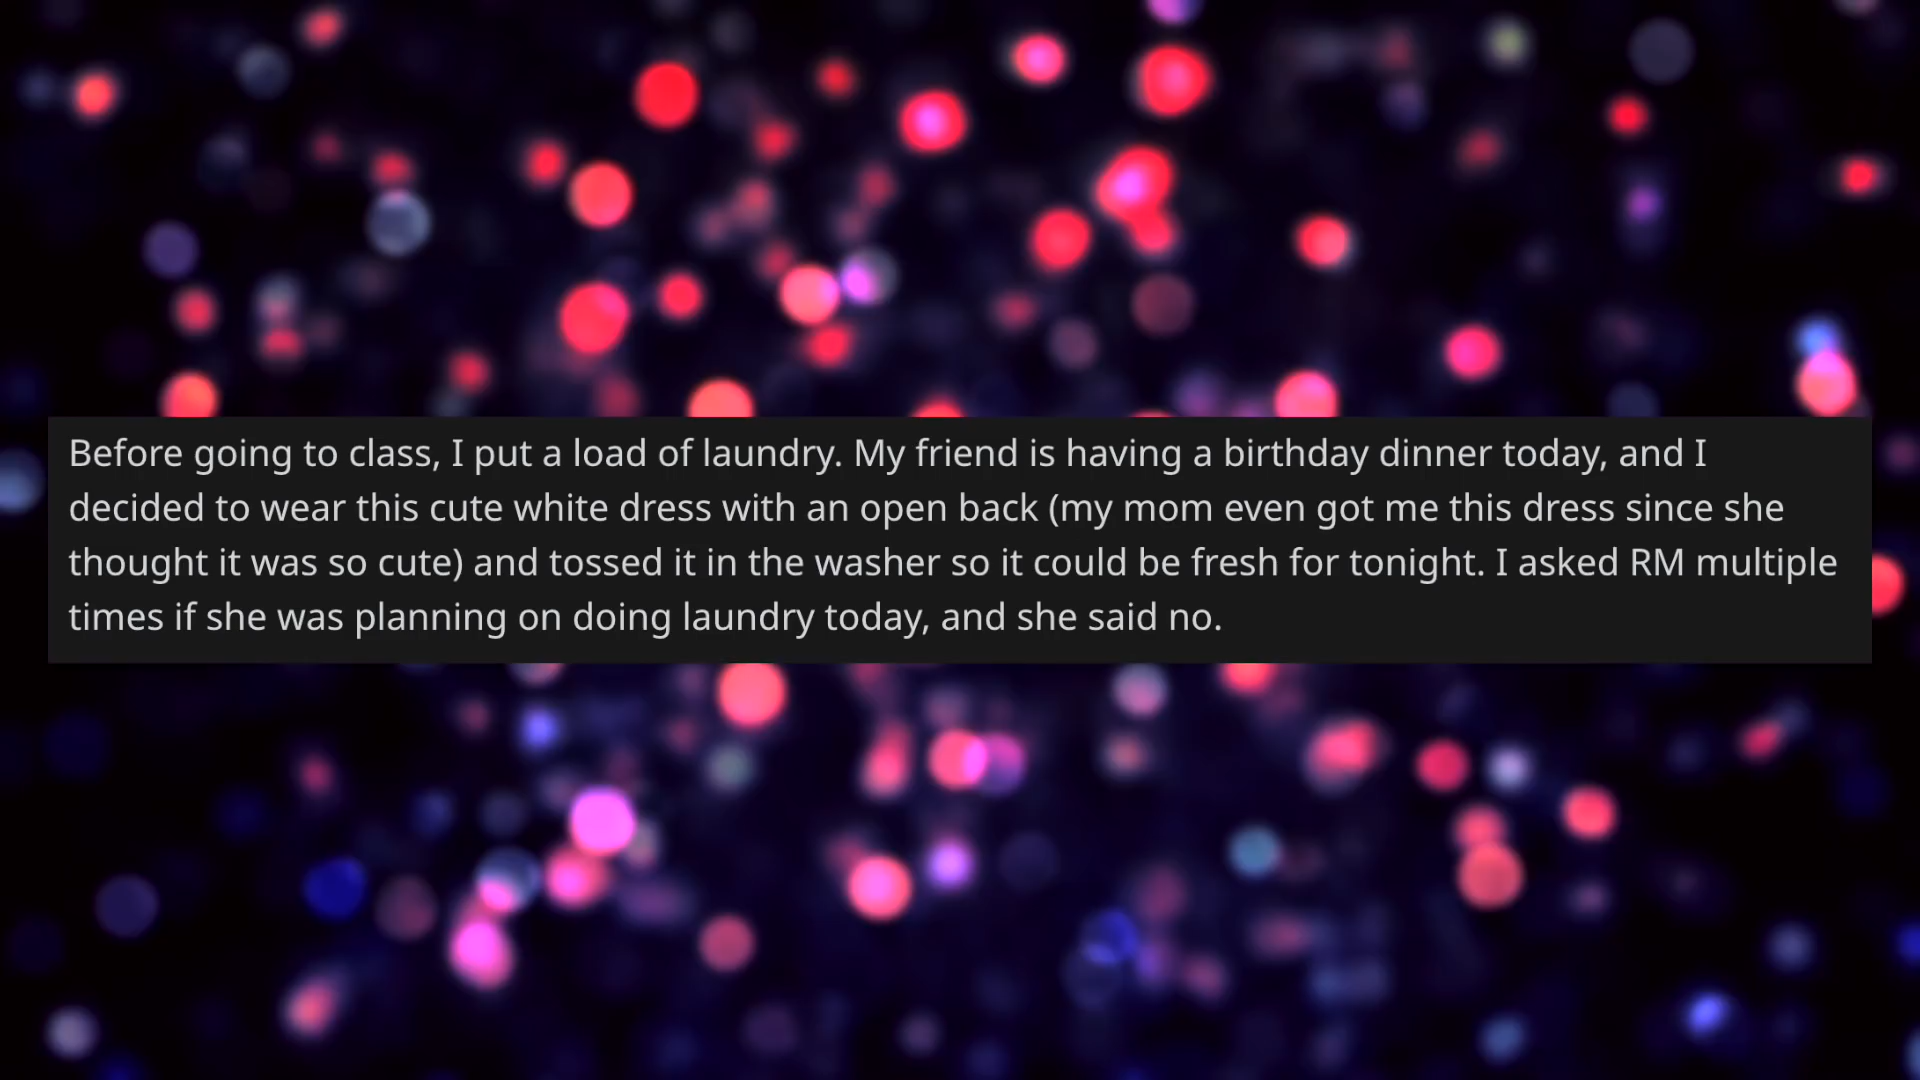 Before going to class, I put a load of laundry. My friend is having a birthday dinner today, and I
decided to wear this cute white dress with an open back (my mom even got me this dress since she
thought it was so cute) and tossed it in the washer so it could be fresh for tonight. I asked RM multiple
times if she was planning on doing laundry today, and she said no.